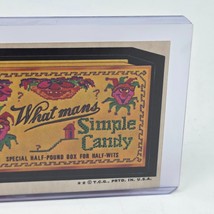 What mans
Simple
Candy
SPECIAL HALF-POUND BOX FOR HALF-WITS
© T.C.G. PRTD. IN U.S.A.